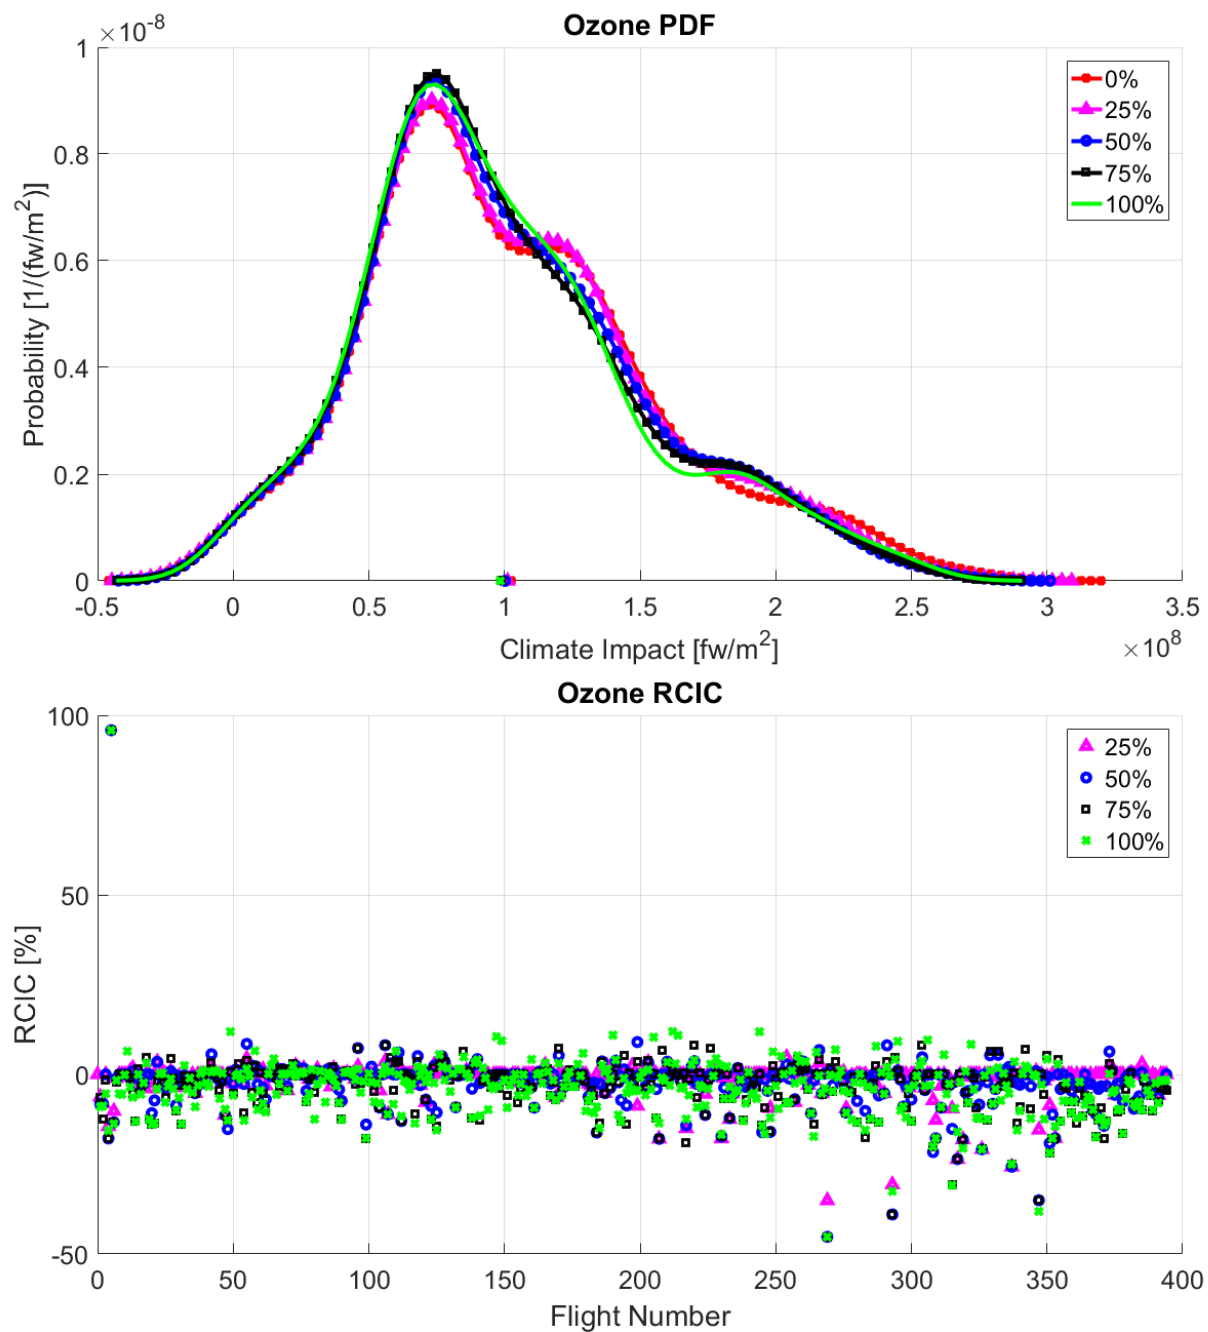 Ozone PDF
×10⁻⁸
Probability [1/(fw/m²)]
1
0.8
0.6
0.4
0.2
0
0%
25%
50%
75%
100%
-0.5 0 0.5 1 1.5 2 2.5 3 3.5
Climate Impact [fw/m²]
×10⁸
Ozone RCIC
RCIC [%]
100
50
0
-50
25%
50%
75%
100%
0 50 100 150 200 250 300 350 400
Flight Number